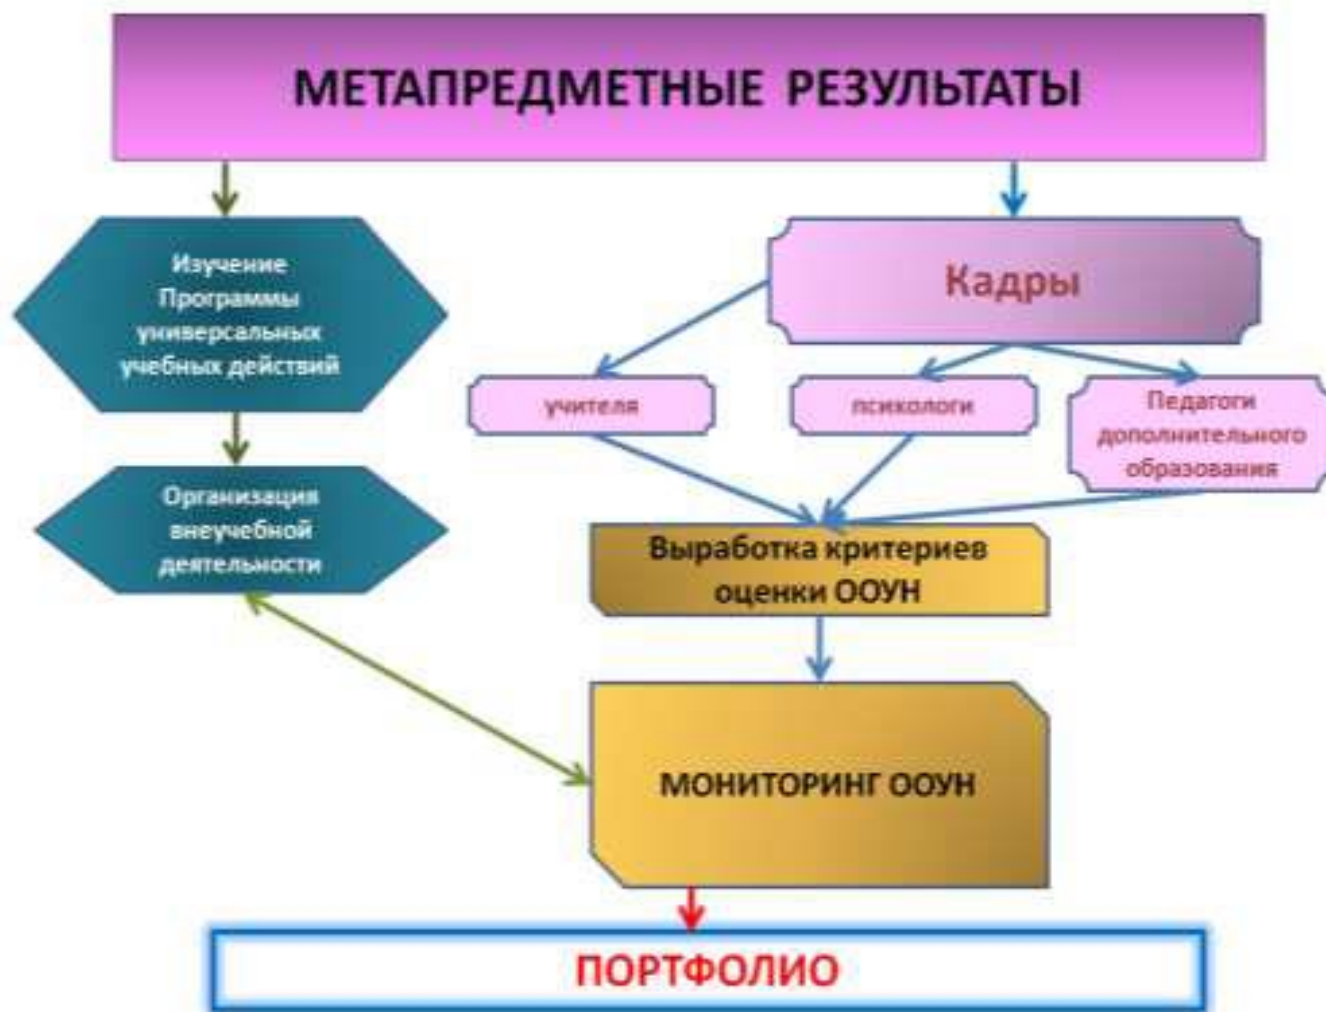 МЕТАПРЕДМЕТНЫЕ РЕЗУЛЬТАТЫ
Изучение
Программы
универсальных
учебных действий
Кадры
учителя
психологи
Педагоги
дополнительного
образования
Организация
внеучебной
деятельности
Выработка критериев
оценки ООУН
МОНИТОРИНГ ООУН
ПОРТФОЛИО